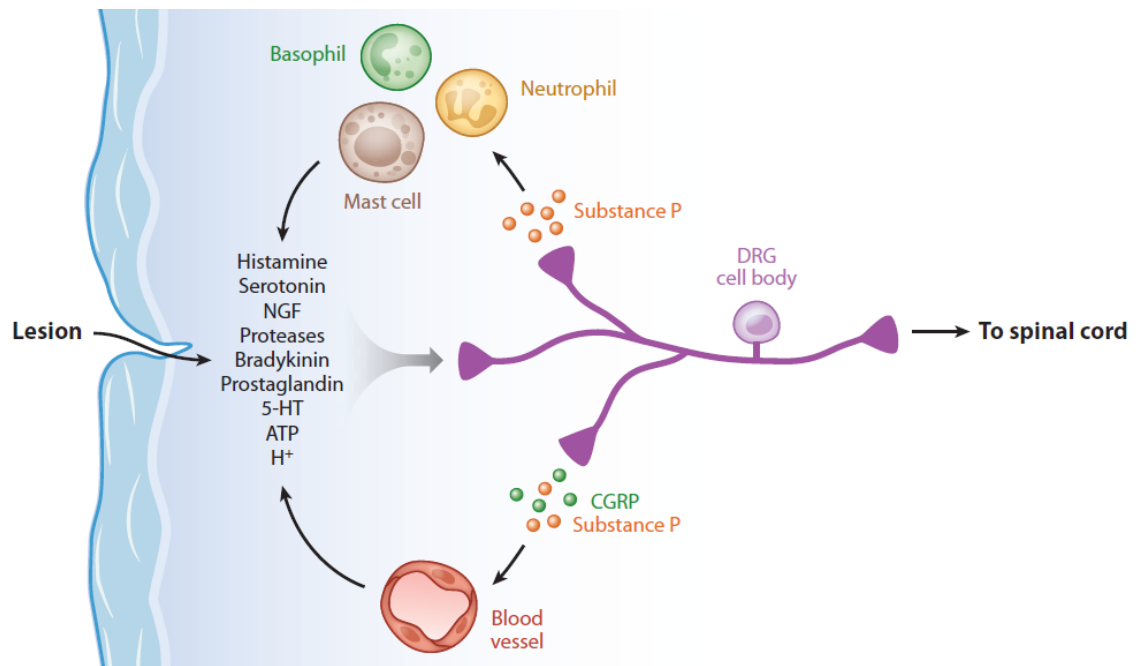 Basophil
Neutrophil
Mast cell
Substance P
DRG
cell body
Histamine
Serotonin
NGF
Proteases
Bradykinin
Prostaglandin
5-HT
ATP
H⁺
Lesion
To spinal cord
CGRP
Substance P
Blood
vessel